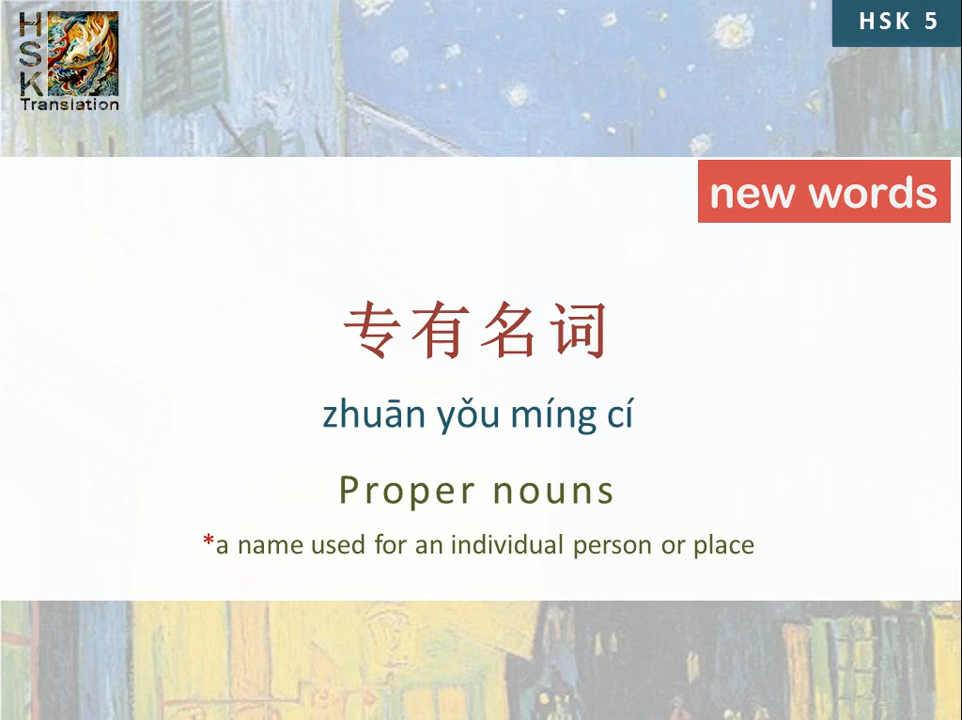 HSK
Translation
HSK 5
new words
专有名词
zhuān yǒu míng cí
Proper nouns
*a name used for an individual person or place